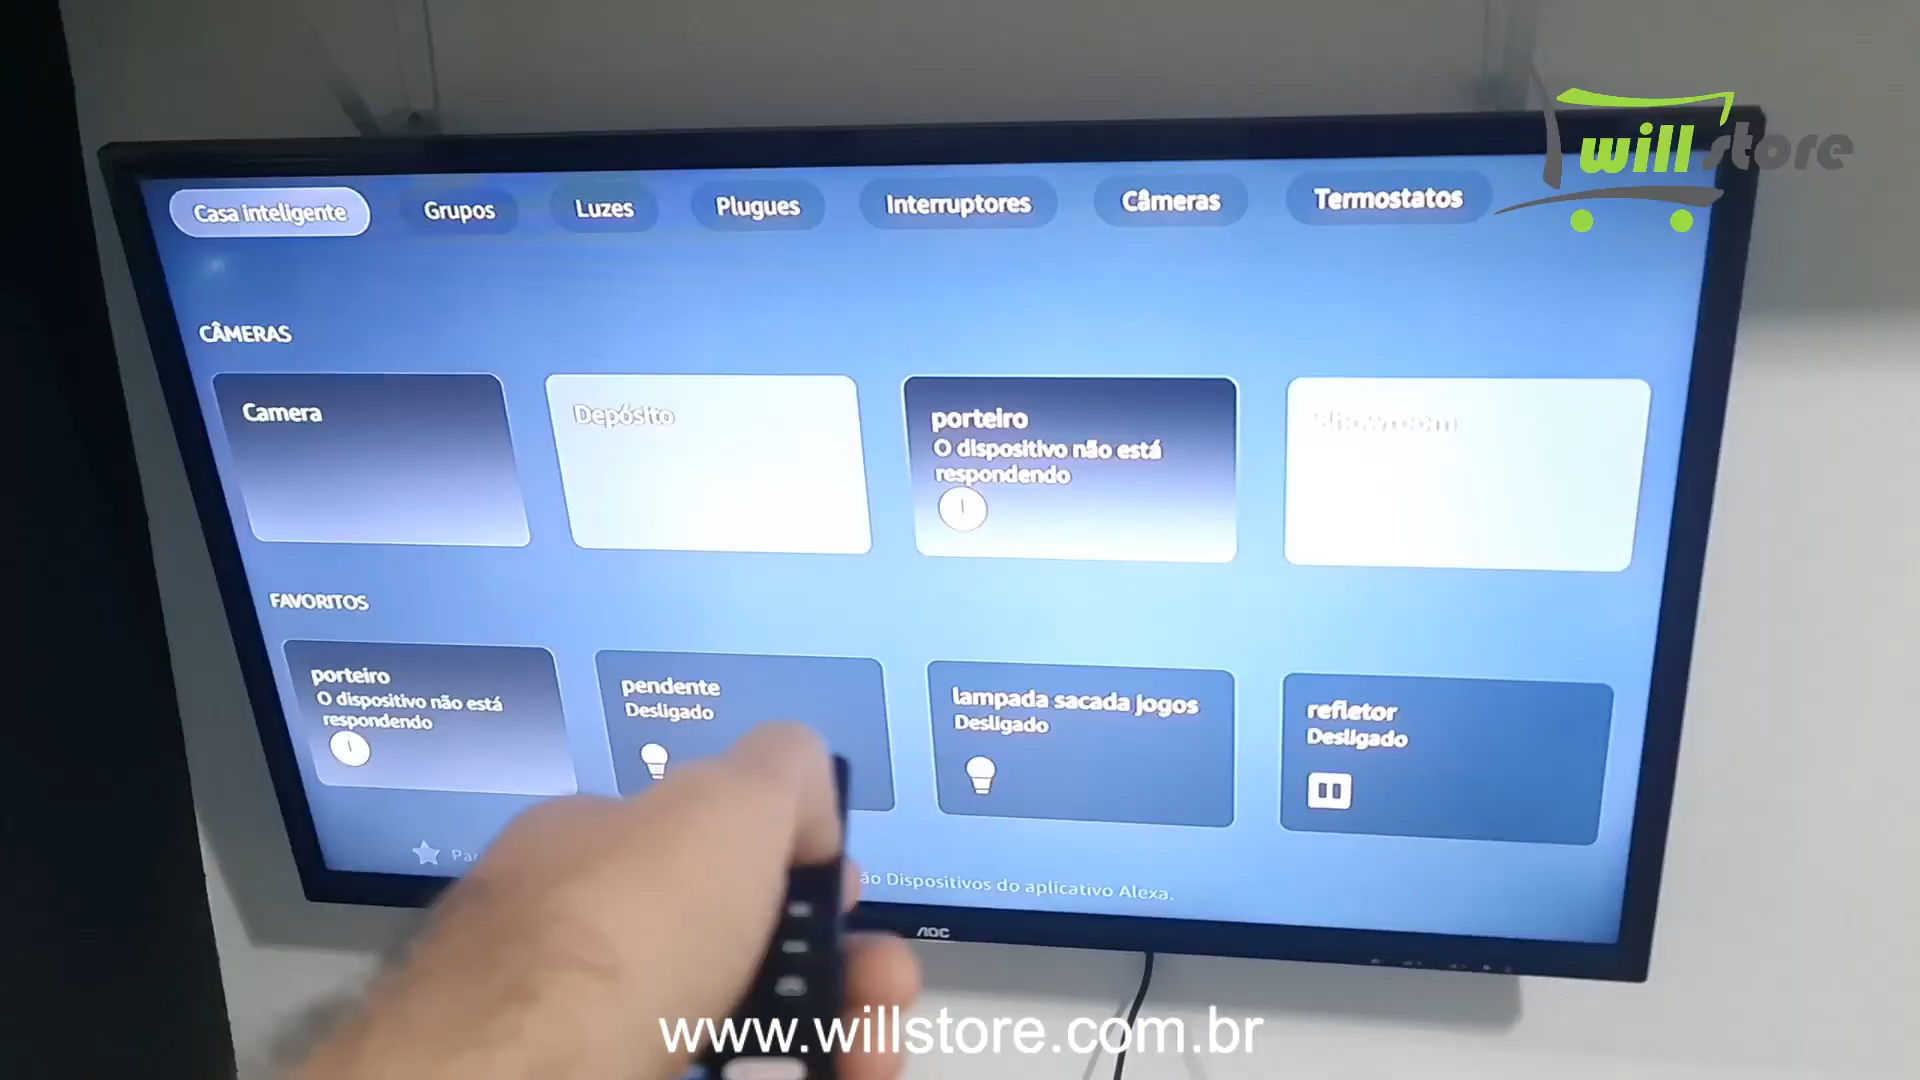 will store
Casa inteligente
Grupos
Luzes
Plugues
Interruptores
Câmeras
Termostatos
CÂMERAS
Camera
Depósito
porteiro
O dispositivo não está
respondendo
Showroom
FAVORITOS
porteiro
O dispositivo não está
respondendo
pendente
Desligado
lampada sacada jogos
Desligado
refletor
Desligado
Dispositivos do aplicativo Alexa.
AOC
www.willstore.com.br